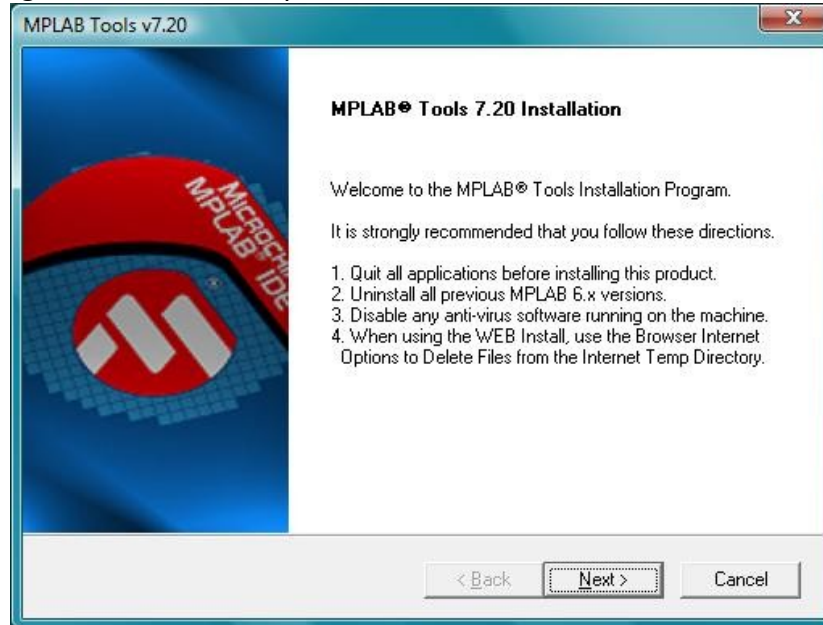 MPLAB Tools v7.20
MICROCHIP
MPLAB® IDE
MPLAB® Tools 7.20 Installation
Welcome to the MPLAB® Tools Installation Program.
It is strongly recommended that you follow these directions.
1. Quit all applications before installing this product.
2. Uninstall all previous MPLAB 6.x versions.
3. Disable any anti-virus software running on the machine.
4. When using the WEB Install, use the Browser Internet
Options to Delete Files from the Internet Temp Directory.
< Back
Next >
Cancel